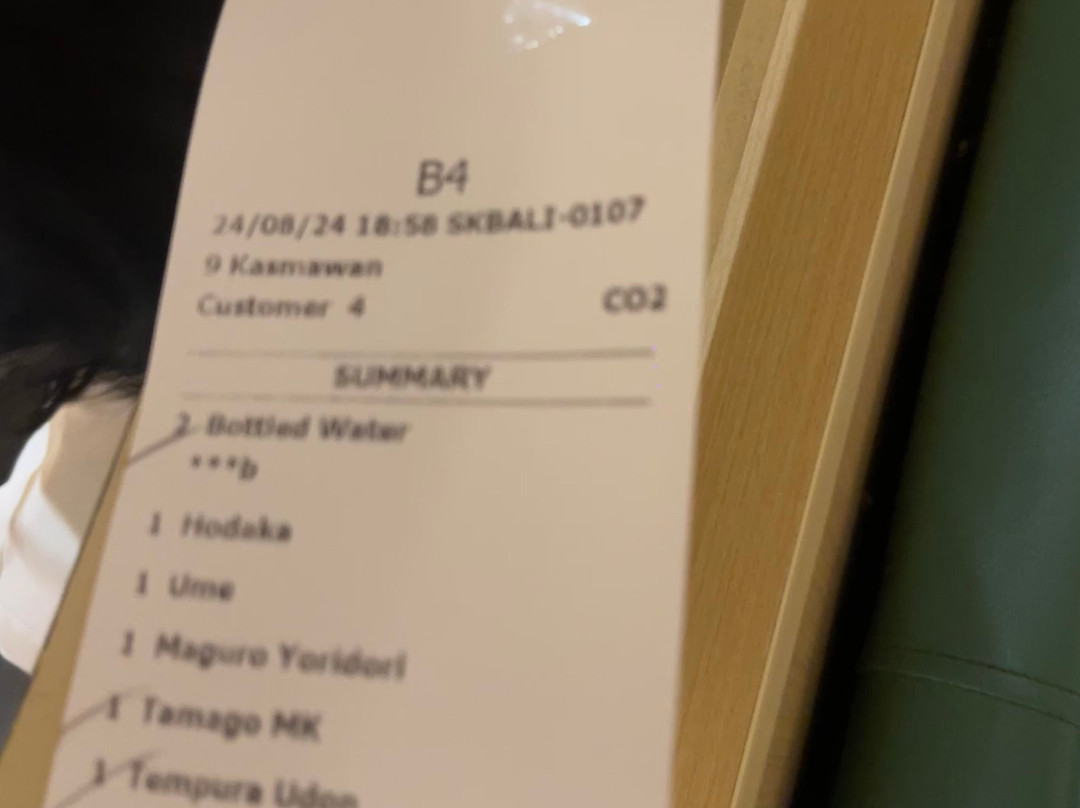 B4
24/08/24 18:58 SKBALI-0107
9 Kasmawan
Customer 4 CO2
SUMMARY
2 Bottled Water
***b
1 Hodaka
1 Ume
1 Maguro Yoridori
1 Tamago MK
1 Tempura Udon